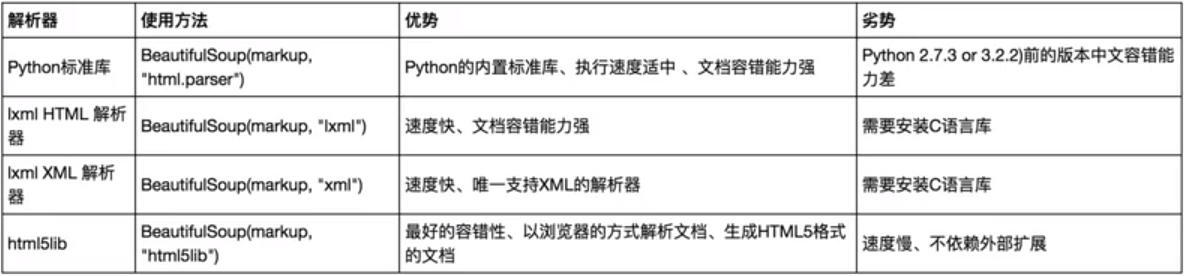 解析器 使用方法 优势 劣势
Python标准库 BeautifulSoup(markup, "html.parser") Python的内置标准库、执行速度适中 、文档容错能力强 Python 2.7.3 or 3.2.2)前的版本中文容错能力差
lxml HTML 解析器 BeautifulSoup(markup, "lxml") 速度快、文档容错能力强 需要安装C语言库
lxml XML 解析器 BeautifulSoup(markup, "xml") 速度快、唯一支持XML的解析器 需要安装C语言库
html5lib BeautifulSoup(markup, "html5lib") 最好的容错性、以浏览器的方式解析文档、生成HTML5格式的文档 速度慢、不依赖外部扩展